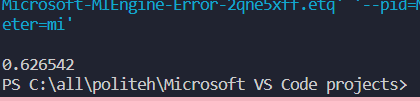 Microsoft-MIEngine-Error-2qne5xff.etq' '--pid=M
eter=mi'
0.626542
PS C:\all\politeh\Microsoft VS Code projects>